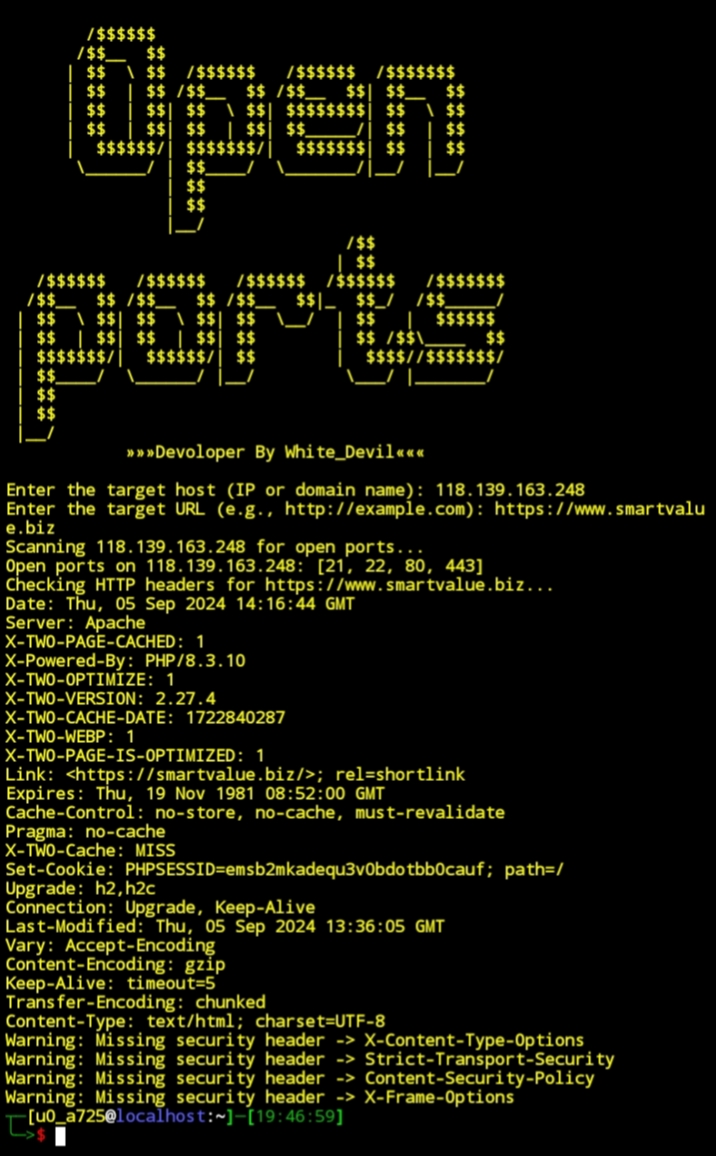 Open
ports
»»»Devoloper By White_Devil«««
Enter the target host (IP or domain name): 118.139.163.248
Enter the target URL (e.g., http://example.com): https://www.smartvalu
e.biz
Scanning 118.139.163.248 for open ports...
Open ports on 118.139.163.248: [21, 22, 80, 443]
Checking HTTP headers for https://www.smartvalue.biz...
Date: Thu, 05 Sep 2024 14:16:44 GMT
Server: Apache
X-TWO-PAGE-CACHED: 1
X-Powered-By: PHP/8.3.10
X-TWO-OPTIMIZE: 1
X-TWO-VERSION: 2.27.4
X-TWO-CACHE-DATE: 1722840287
X-TWO-WEBP: 1
X-TWO-PAGE-IS-OPTIMIZED: 1
Link: <https://smartvalue.biz/>; rel=shortlink
Expires: Thu, 19 Nov 1981 08:52:00 GMT
Cache-Control: no-store, no-cache, must-revalidate
Pragma: no-cache
X-TWO-Cache: MISS
Set-Cookie: PHPSESSID=emsb2mkadequ3v0bdotbb0cauf; path=/
Upgrade: h2,h2c
Connection: Upgrade, Keep-Alive
Last-Modified: Thu, 05 Sep 2024 13:36:05 GMT
Vary: Accept-Encoding
Content-Encoding: gzip
Keep-Alive: timeout=5
Transfer-Encoding: chunked
Content-Type: text/html; charset=UTF-8
Warning: Missing security header -> X-Content-Type-Options
Warning: Missing security header -> Strict-Transport-Security
Warning: Missing security header -> Content-Security-Policy
Warning: Missing security header -> X-Frame-Options
┬─[u0_a725@localhost:~]─[19:46:59]
╰─>$